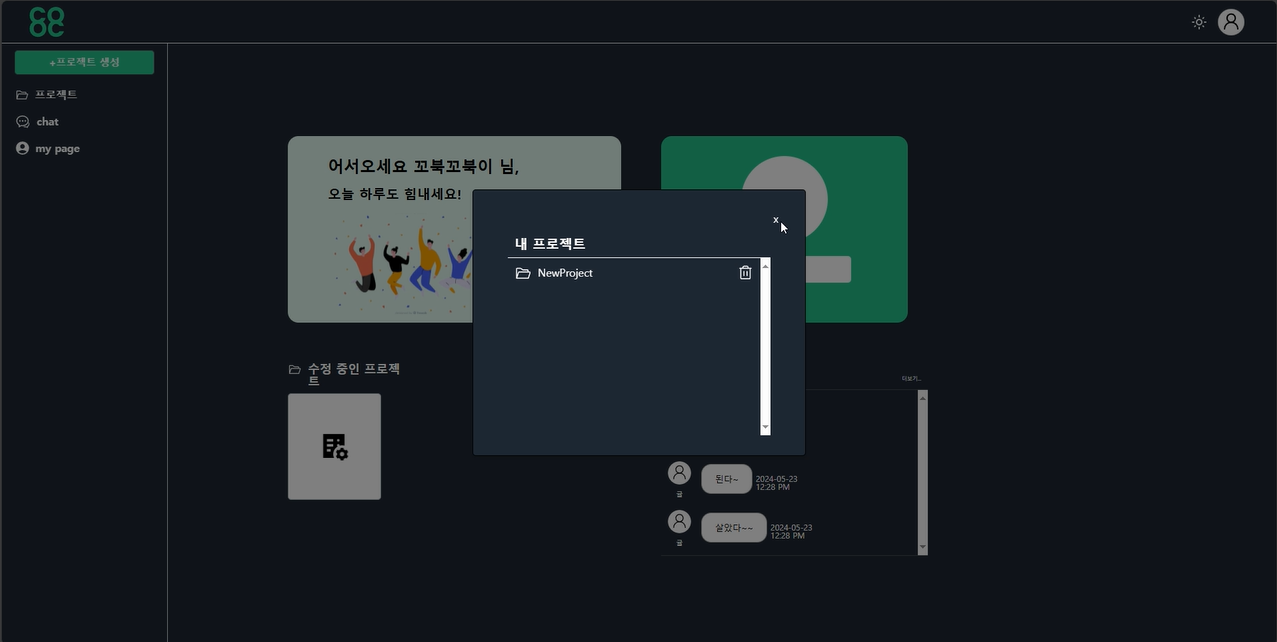 CO
OC
+프로젝트 생성
프로젝트
chat
my page
어서오세요 꼬북꼬북이 님,
오늘 하루도 힘내세요!
x
내 프로젝트
NewProject
수정 중인 프로젝
트
더보기..
된다~
2024-05-23
12:28 PM
글
살았다~~
2024-05-23
12:28 PM
글